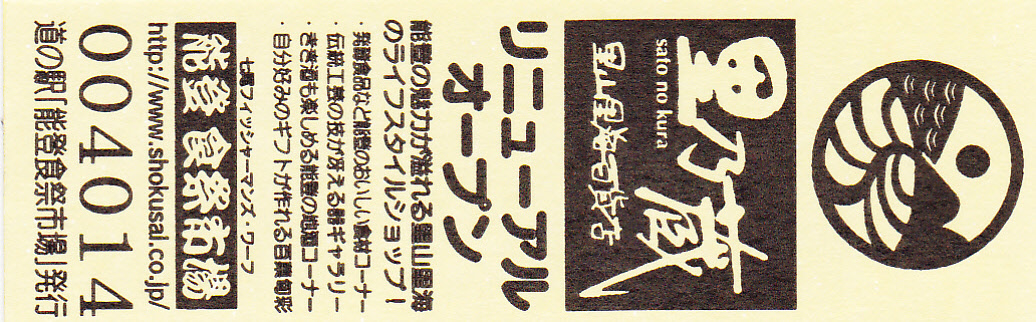 里乃蔵
sato no kura
里山里海百貨店
リニューアル
オープン
能登の魅力が溢れる里山里海
のライフスタイルショップ!
・発酵食品など能登のおいしい食材コーナー
・伝統工芸の技が冴える器ギャラリー
・きき酒も楽しめる能登の地酒コーナー
・自分好みのギフトが作れる百菓旬彩
七尾フィッシャーマンズ・ワーフ
能登食祭市場
http://www.shokusai.co.jp/
004014
道の駅「能登食祭市場」発行